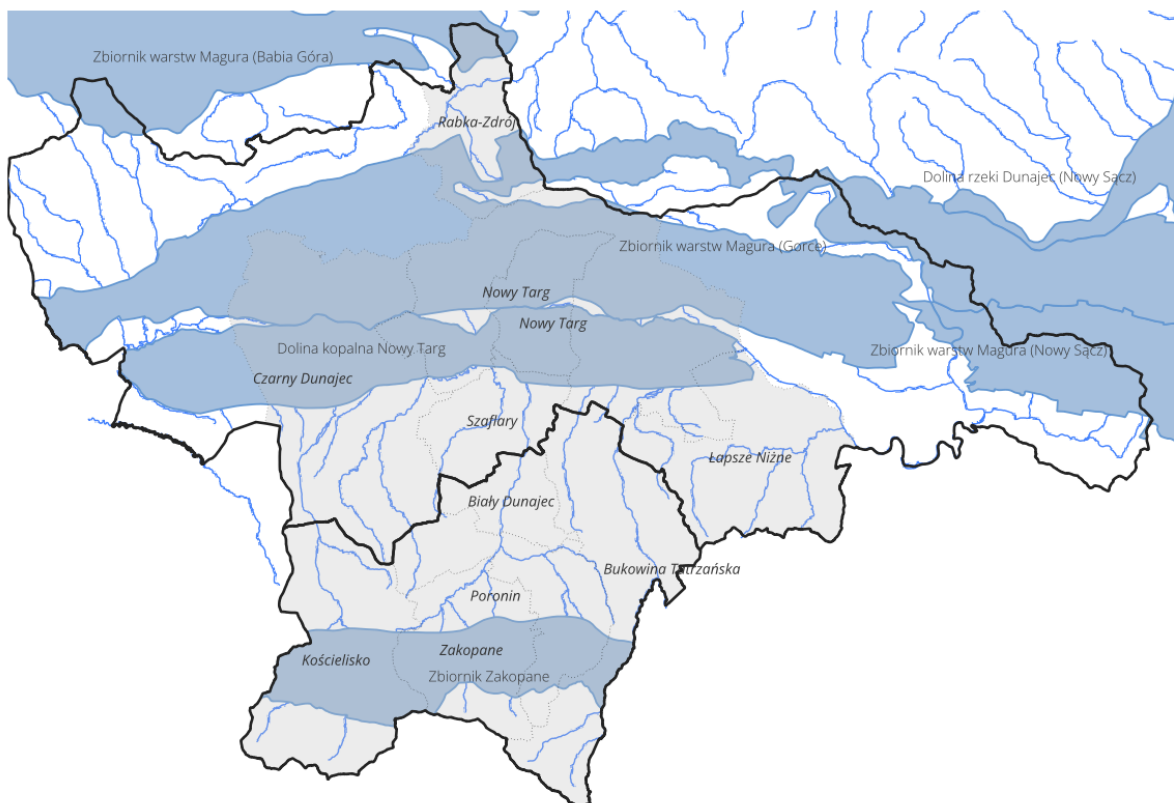 Zbiornik warstw Magura (Babia Góra)
Rabka-Zdrój
Dolina rzeki Dunajec (Nowy Sącz)
Zbiornik warstw Magura (Gorce)
Nowy Targ
Nowy Targ
Dolina kopalna Nowy Targ
Zbiornik warstw Magura (Nowy Sącz)
Czarny Dunajec
Szaflary
Łapsze Niżne
Biały Dunajec
Bukowina Tatrzańska
Poronin
Zakopane
Kościelisko
Zbiornik Zakopane